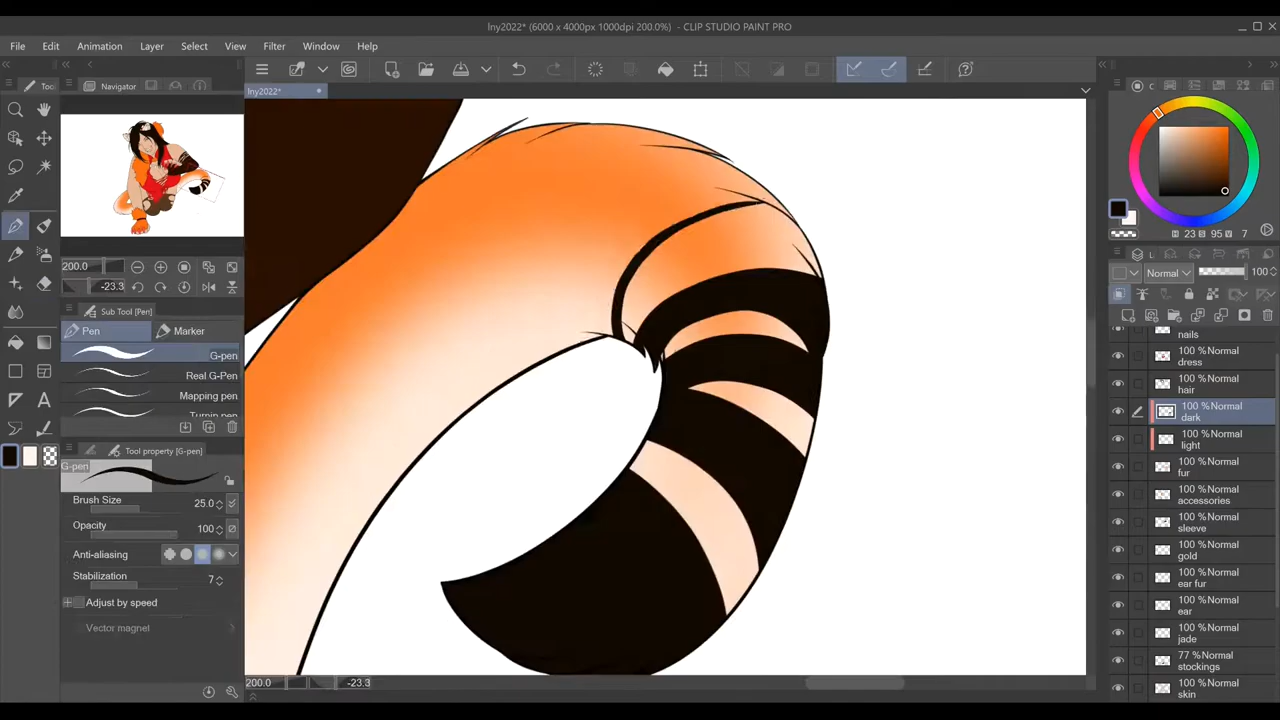 lny2022* (6000 x 4000px 1000dpi 200.0%) - CLIP STUDIO PAINT PRO
File Edit Animation Layer Select View Filter Window Help
Navigator
lny2022*
200.0
-23.3
Sub Tool [Pen]
Pen Marker
G-pen
Real G-Pen
Mapping pen
Turnip pen
Tool property [G-pen]
G-pen
Brush Size 25.0
Opacity 100
Anti-aliasing
Stabilization 7
Adjust by speed
Vector magnet
200.0 -23.3
H 23 S 95 V 7
Normal 100
nails
100 %Normal
dress
100 %Normal
hair
100 %Normal
dark
100 %Normal
light
100 %Normal
fur
100 %Normal
accessories
100 %Normal
sleeve
100 %Normal
gold
100 %Normal
ear fur
100 %Normal
ear
100 %Normal
jade
77 %Normal
stockings
100 %Normal
skin